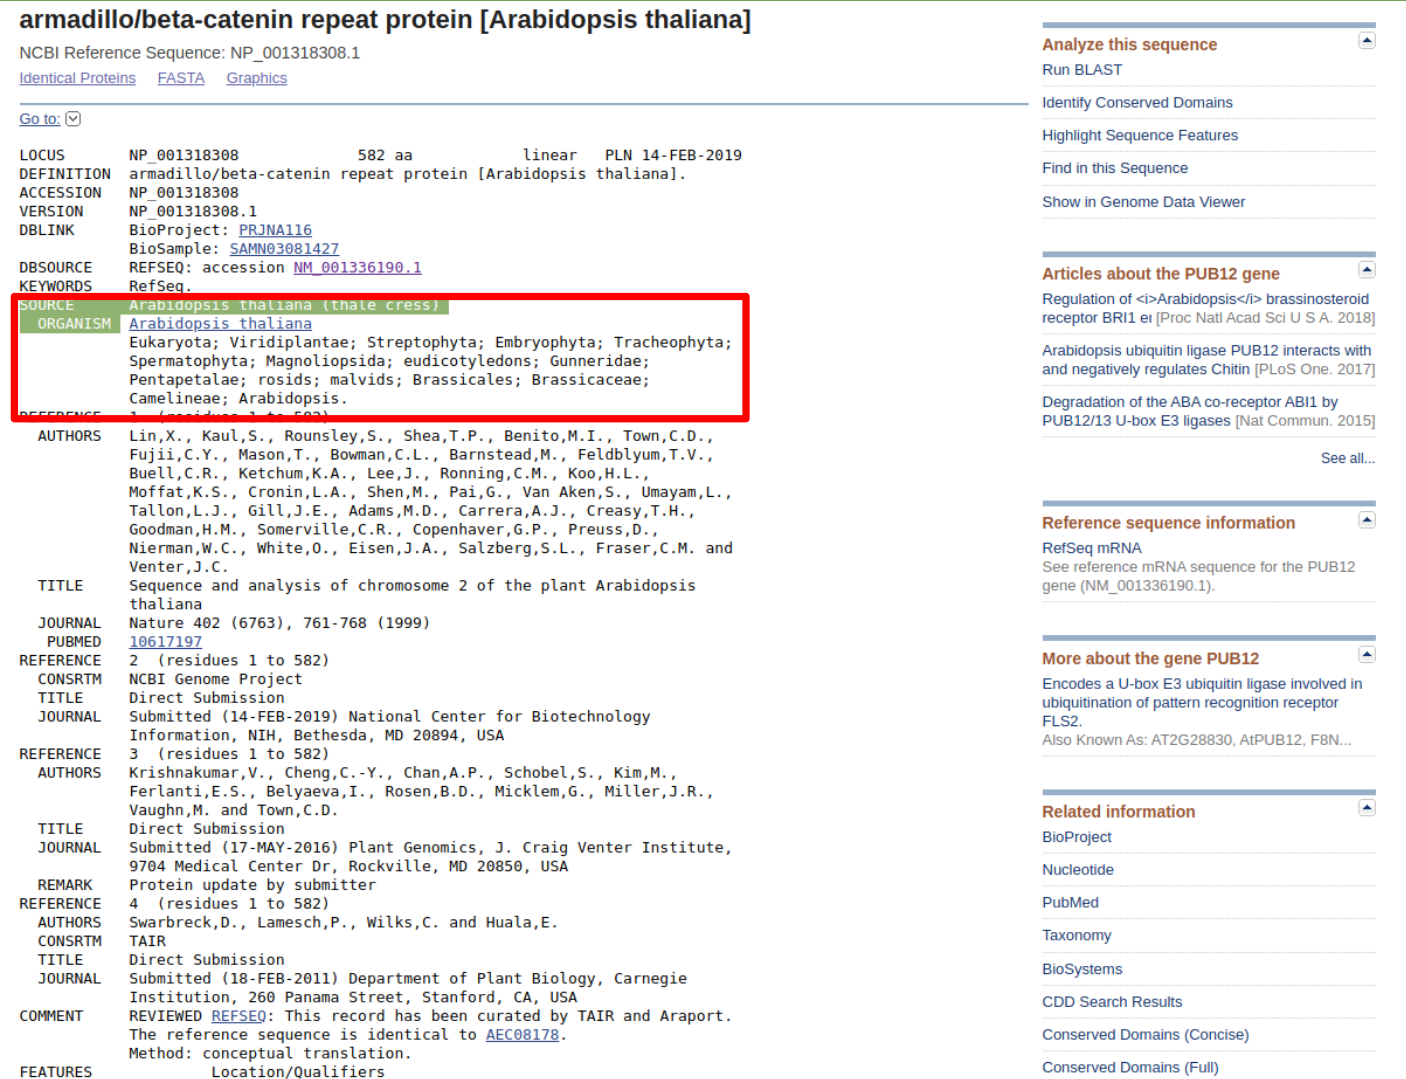 armadillo/beta-catenin repeat protein [Arabidopsis thaliana]
NCBI Reference Sequence: NP_001318308.1
Identical Proteins FASTA Graphics
Go to:
LOCUS NP_001318308 582 aa linear PLN 14-FEB-2019
DEFINITION armadillo/beta-catenin repeat protein [Arabidopsis thaliana].
ACCESSION NP_001318308
VERSION NP_001318308.1
DBLINK BioProject: PRJNA116
BioSample: SAMN03081427
DBSOURCE REFSEQ: accession NM_001336190.1
KEYWORDS RefSeq.
SOURCE Arabidopsis thaliana (thale cress)
ORGANISM Arabidopsis thaliana
Eukaryota; Viridiplantae; Streptophyta; Embryophyta; Tracheophyta;
Spermatophyta; Magnoliopsida; eudicotyledons; Gunneridae;
Pentapetalae; rosids; malvids; Brassicales; Brassicaceae;
Camelineae; Arabidopsis.
REFERENCE 1 (residues 1 to 582)
AUTHORS Lin,X., Kaul,S., Rounsley,S., Shea,T.P., Benito,M.I., Town,C.D.,
Fujii,C.Y., Mason,T., Bowman,C.L., Barnstead,M., Feldblyum,T.V.,
Buell,C.R., Ketchum,K.A., Lee,J., Ronning,C.M., Koo,H.L.,
Moffat,K.S., Cronin,L.A., Shen,M., Pai,G., Van Aken,S., Umayam,L.,
Tallon,L.J., Gill,J.E., Adams,M.D., Carrera,A.J., Creasy,T.H.,
Goodman,H.M., Somerville,C.R., Copenhaver,G.P., Preuss,D.,
Nierman,W.C., White,O., Eisen,J.A., Salzberg,S.L., Fraser,C.M. and
Venter,J.C.
TITLE Sequence and analysis of chromosome 2 of the plant Arabidopsis
thaliana
JOURNAL Nature 402 (6763), 761-768 (1999)
PUBMED 10617197
REFERENCE 2 (residues 1 to 582)
CONSRTM NCBI Genome Project
TITLE Direct Submission
JOURNAL Submitted (14-FEB-2019) National Center for Biotechnology
Information, NIH, Bethesda, MD 20894, USA
REFERENCE 3 (residues 1 to 582)
AUTHORS Krishnakumar,V., Cheng,C.-Y., Chan,A.P., Schobel,S., Kim,M.,
Ferlanti,E.S., Belyaeva,I., Rosen,B.D., Micklem,G., Miller,J.R.,
Vaughn,M. and Town,C.D.
TITLE Direct Submission
JOURNAL Submitted (17-MAY-2016) Plant Genomics, J. Craig Venter Institute,
9704 Medical Center Dr, Rockville, MD 20850, USA
REMARK Protein update by submitter
REFERENCE 4 (residues 1 to 582)
AUTHORS Swarbreck,D., Lamesch,P., Wilks,C. and Huala,E.
CONSRTM TAIR
TITLE Direct Submission
JOURNAL Submitted (18-FEB-2011) Department of Plant Biology, Carnegie
Institution, 260 Panama Street, Stanford, CA, USA
COMMENT REVIEWED REFSEQ: This record has been curated by TAIR and Araport.
The reference sequence is identical to AEC08178.
Method: conceptual translation.
FEATURES Location/Qualifiers
Analyze this sequence
Run BLAST
Identify Conserved Domains
Highlight Sequence Features
Find in this Sequence
Show in Genome Data Viewer
Articles about the PUB12 gene
Regulation of <i>Arabidopsis</i> brassinosteroid
receptor BRI1 er [Proc Natl Acad Sci U S A. 2018]
Arabidopsis ubiquitin ligase PUB12 interacts with
and negatively regulates Chitin [PLoS One. 2017]
Degradation of the ABA co-receptor ABI1 by
PUB12/13 U-box E3 ligases [Nat Commun. 2015]
See all...
Reference sequence information
RefSeq mRNA
See reference mRNA sequence for the PUB12
gene (NM_001336190.1).
More about the gene PUB12
Encodes a U-box E3 ubiquitin ligase involved in
ubiquitination of pattern recognition receptor
FLS2.
Also Known As: AT2G28830, AtPUB12, F8N...
Related information
BioProject
Nucleotide
PubMed
Taxonomy
BioSystems
CDD Search Results
Conserved Domains (Concise)
Conserved Domains (Full)